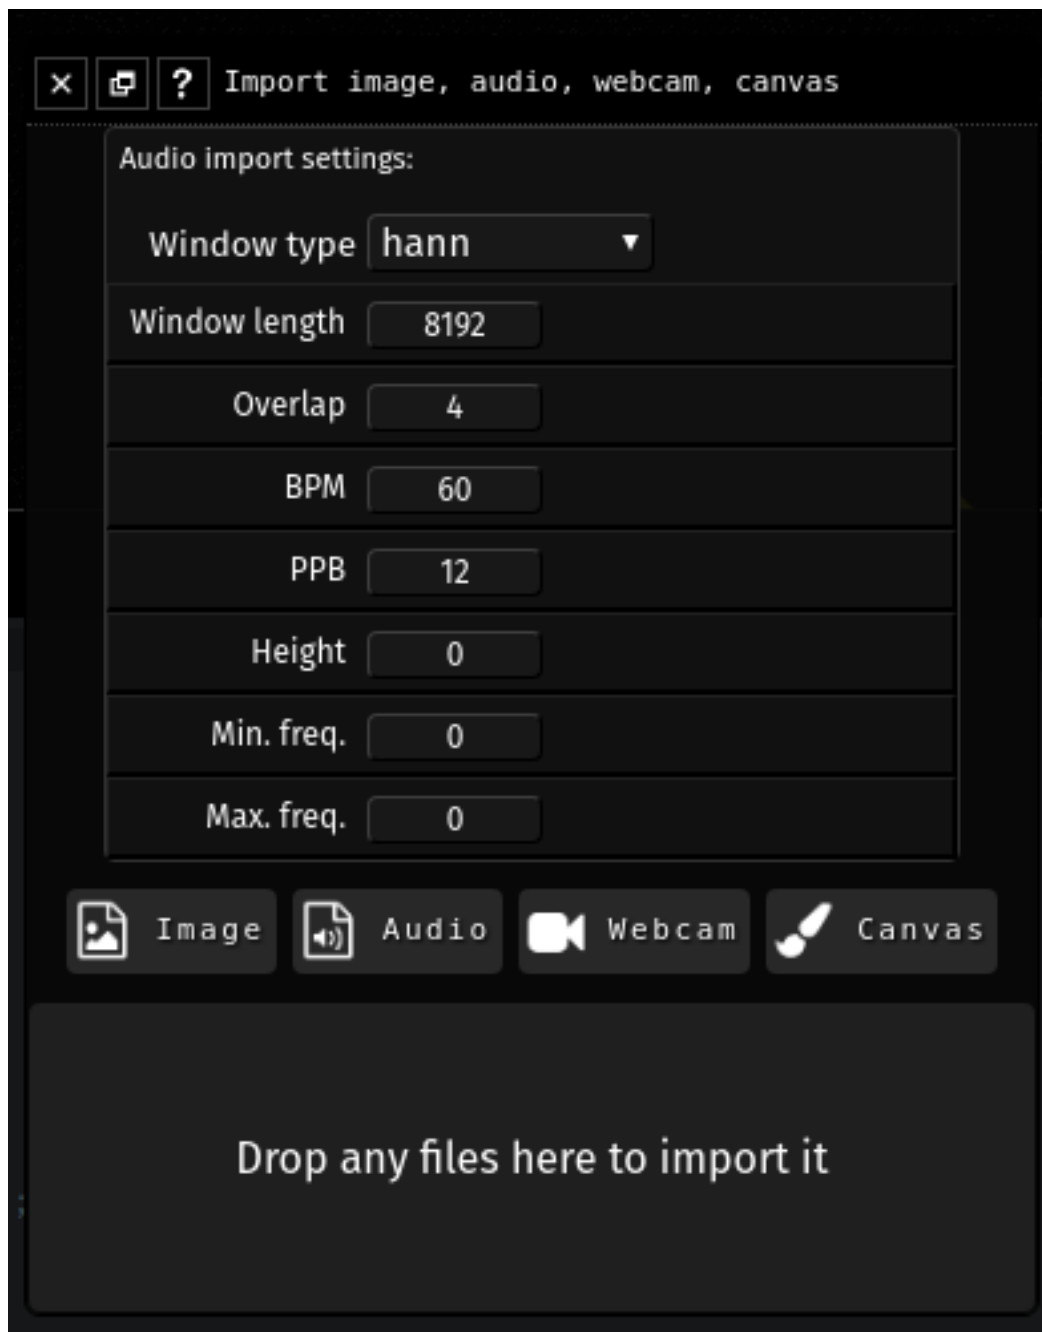 Import image, audio, webcam, canvas
Audio import settings:
Window type hann
Window length 8192
Overlap 4
BPM 60
PPB 12
Height 0
Min. freq. 0
Max. freq. 0
Image Audio Webcam Canvas
Drop any files here to import it